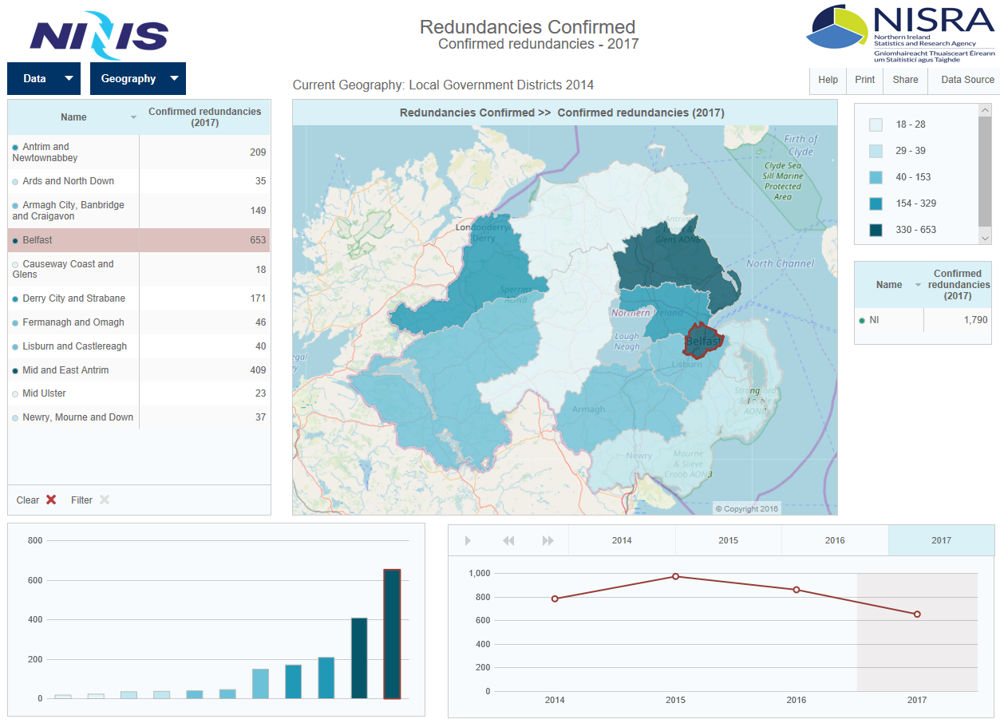 NINIS
Redundancies Confirmed
Confirmed redundancies - 2017
NISRA
Northern Ireland
Statistics and Research Agency
Gníomhaireacht Thuaisceart Éireann
um Staitisticí agus Taighde
Data
Geography
Current Geography: Local Government Districts 2014
Help
Print
Share
Data Source
Name
Confirmed redundancies
(2017)
Antrim and
Newtownabbey
209
Ards and North Down
35
Armagh City, Banbridge
and Craigavon
149
Belfast
653
Causeway Coast and
Glens
18
Derry City and Strabane
171
Fermanagh and Omagh
46
Lisburn and Castlereagh
40
Mid and East Antrim
409
Mid Ulster
23
Newry, Mourne and Down
37
Clear
Filter
Redundancies Confirmed >> Confirmed redundancies (2017)
Firth of
Clyde
Clyde Sea
Sill Marine
Protected
Area
Londonderry/
Derry
Antrim
Glens AONB
North Channel
Sperrins
AONB
Northern Ireland
Lough
Neagh
Belfast
Lisburn
Armagh
Strangford
AONB
Newry
Mourne
& Slieve
Croob AONB
© Copyright 2016
18 - 28
29 - 39
40 - 153
154 - 329
330 - 653
Name
Confirmed
redundancies
(2017)
NI
1,790
800
600
400
200
0
2014
2015
2016
2017
1,000
800
600
400
200
0
2014
2015
2016
2017